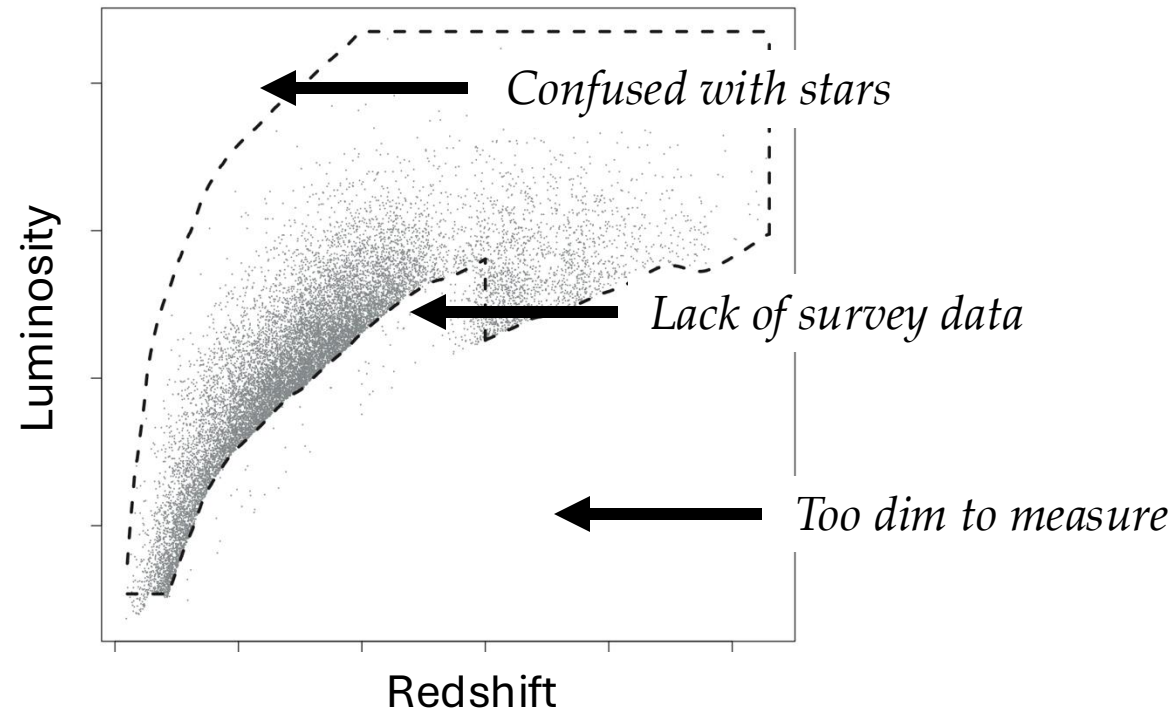 Confused with stars
Luminosity
Lack of survey data
Too dim to measure
Redshift